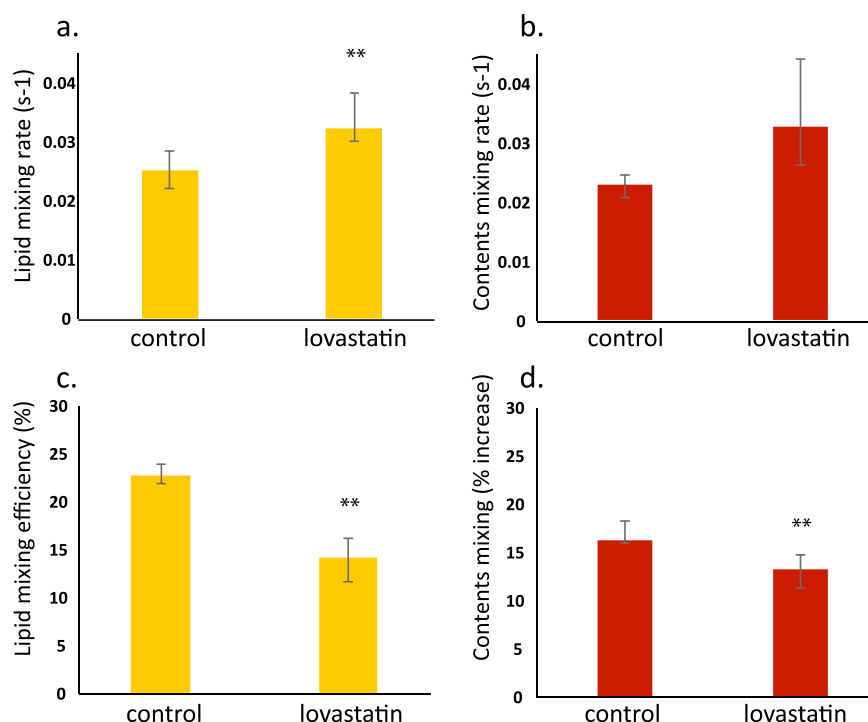 a.
Lipid mixing rate (s-1)
0.04
0.03
0.02
0.01
0
**
control
lovastatin
b.
Contents mixing rate (s-1)
0.04
0.03
0.02
0.01
0
control
lovastatin
c.
Lipid mixing efficiency (%)
30
25
20
15
10
5
0
**
control
lovastatin
d.
Contents mixing (% increase)
30
25
20
15
10
5
0
**
control
lovastatin